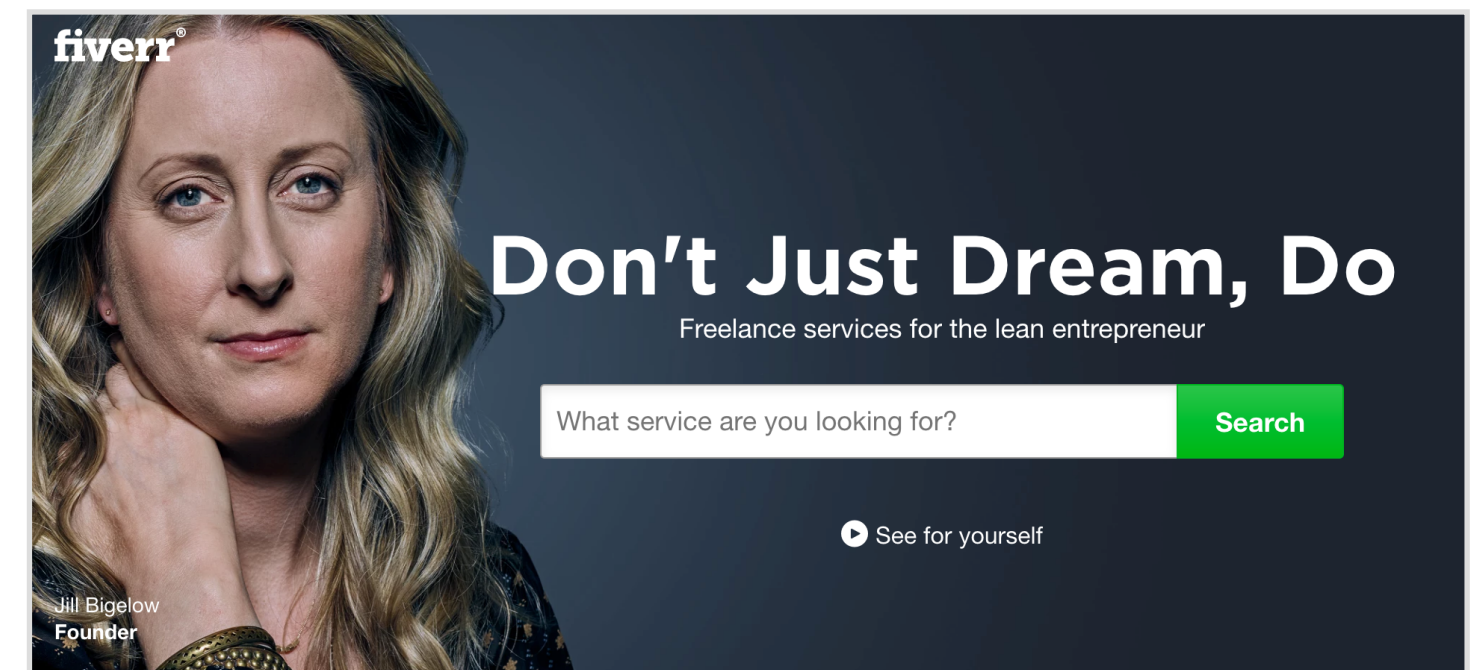 fiverr®
Don't Just Dream, Do
Freelance services for the lean entrepreneur
What service are you looking for?
Search
See for yourself
Jill Bigelow
Founder